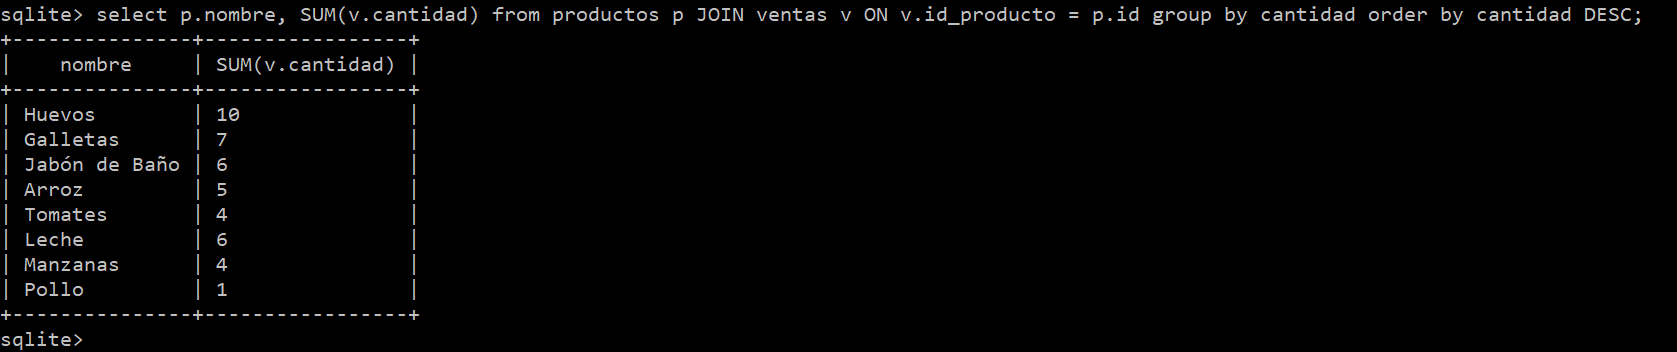 sqlite> select p.nombre, SUM(v.cantidad) from productos p JOIN ventas v ON v.id_producto = p.id group by cantidad order by cantidad DESC;
+---------------+-----------------+
|    nombre     | SUM(v.cantidad) |
+---------------+-----------------+
| Huevos        | 10              |
| Galletas      | 7               |
| Jabón de Baño | 6               |
| Arroz         | 5               |
| Tomates       | 4               |
| Leche         | 6               |
| Manzanas      | 4               |
| Pollo         | 1               |
+---------------+-----------------+
sqlite>